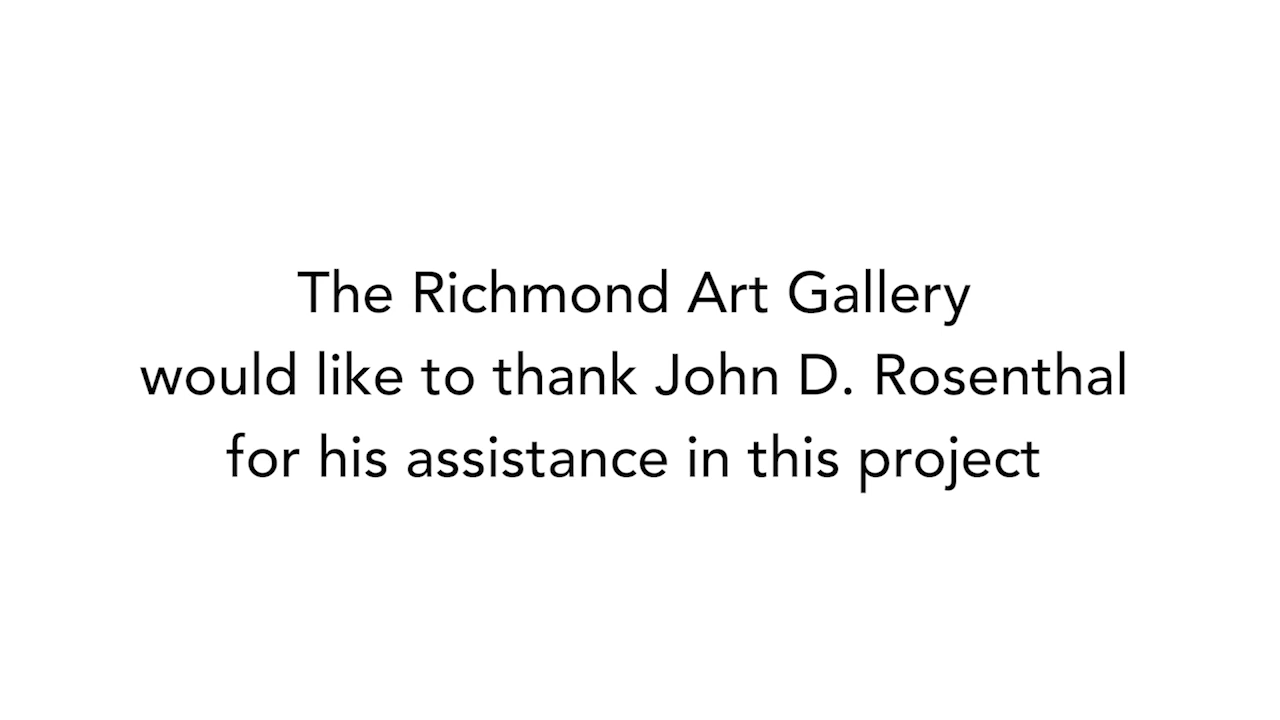 The Richmond Art Gallery
would like to thank John D. Rosenthal
for his assistance in this project